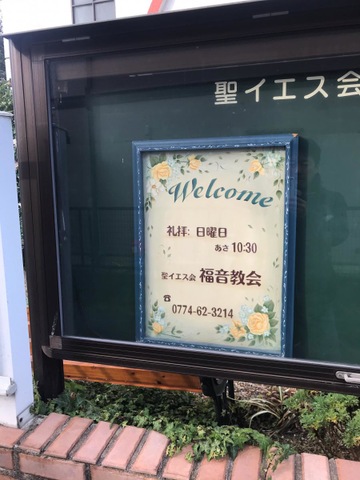 聖イエス会
Welcome
礼拝: 日曜日
あさ 10:30
聖イエス会 福音教会
☎
0774-62-3214